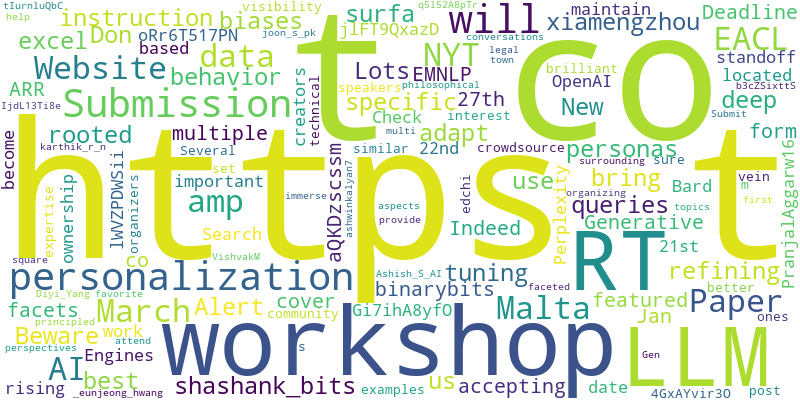 tIurnluQbC
instruction
biases
visibility
surfa
q5l52A8pTr
maintain
will
xiamengzhou
Deadline
help
excel
Don
oRr6T517PN
joon_s_pk
jlFT9QxazD
conversations
legal
town
EACL
based
data
NYT
brilliant
standoff
Website
behavior
Lots
EMNLP
speakers
philosophical
OpenAI
located
b3cZSixttS
ARR
Submission
creators
technical
specific
27th
New
deep
Submit
IjdL13Ti8e
t
co
Check
interest
form
rooted
multiple
adapt
multi
karthik_r_n
Several
similar
22nd
crowdsource
personas
sure
vein
become
https
t
important
set
use
surrounding
bring
Bard
m
ownership
lWVZPDWSii
organizers
amp
immerse
ashwinkalyan7
aQKDzscssm
edchi
aspects
provide
organizing
queries
topics
first
expertise
square
Search
VishvakM
Indeed
Perplexity
Generative
PranjalAggarw16
co
community
RT
21st
personalization
Ashish_S_AI
tuning
faceted
refining
better
Diyi_Yang
favorite
binarybits
featured
facets
March
Alert
cover
Gi7ihA8yfO
Malta
Paper
principled
perspectives
Beware
work
attend
workshop
Jan
ones
AI
Engines
s
LLM
Gen
rising
best
_eunjeong_hwang
shashank_bits
examples
us
accepting
date
4GxAYvir3O
post